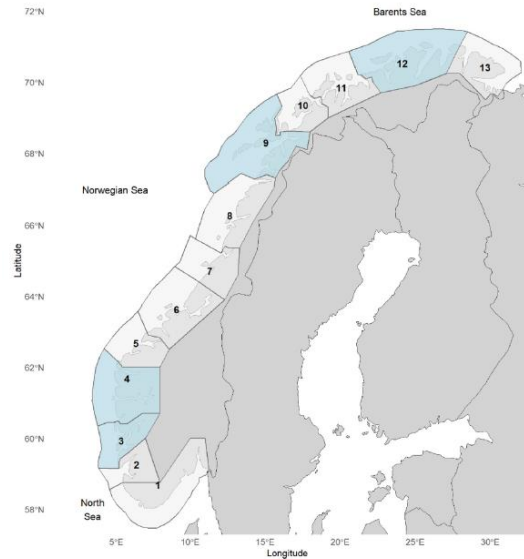 72°N
Barents Sea
12
13
70°N
11
10
9
68°N
Norwegian Sea
8
66°N
7
Latitude
64°N
6
5
62°N
4
3
60°N
2
1
North
Sea
58°N
5°E
10°E
15°E
20°E
25°E
30°E
Longitude